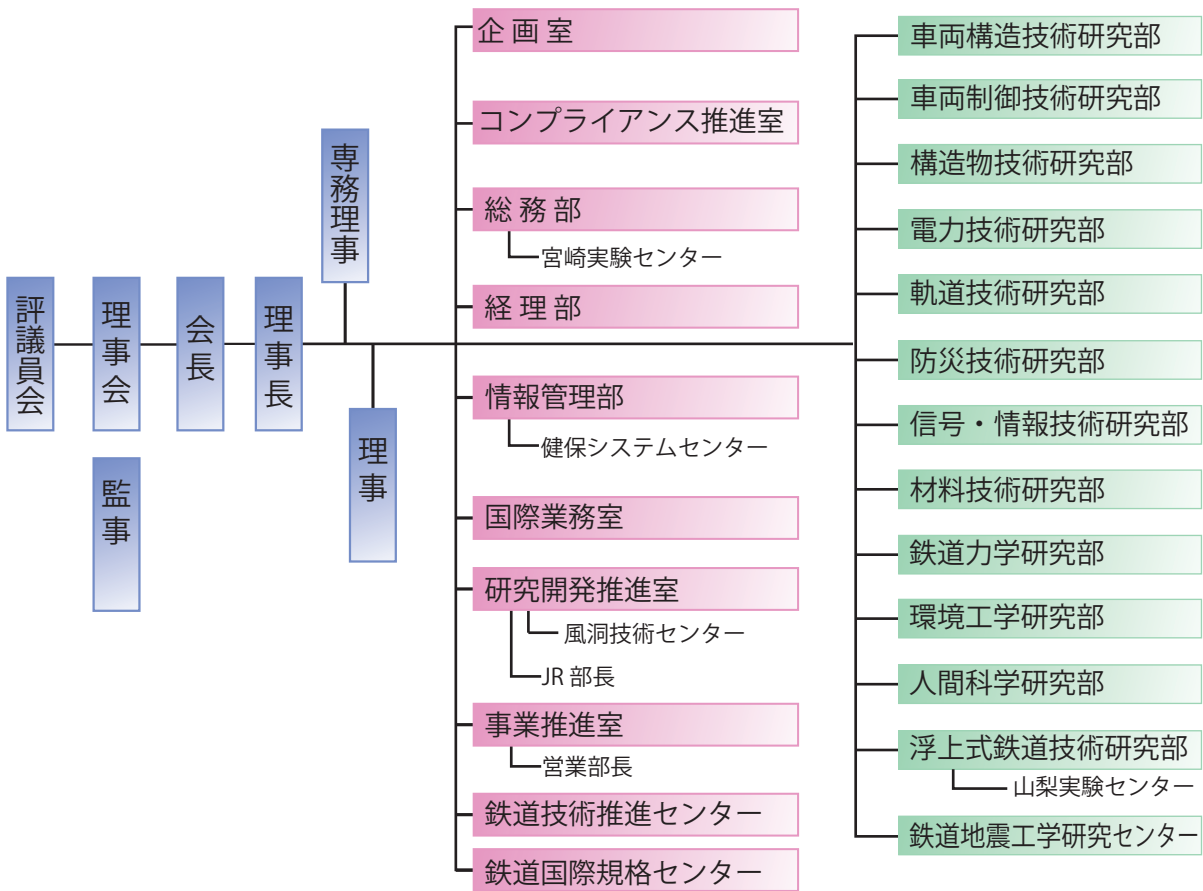 評議員会
理事会
監事
会長
理事長
専務理事
理事
企画室
コンプライアンス推進室
総務部
宮崎実験センター
経理部
情報管理部
健保システムセンター
国際業務室
研究開発推進室
風洞技術センター
JR部長
事業推進室
営業部長
鉄道技術推進センター
鉄道国際規格センター
車両構造技術研究部
車両制御技術研究部
構造物技術研究部
電力技術研究部
軌道技術研究部
防災技術研究部
信号・情報技術研究部
材料技術研究部
鉄道力学研究部
環境工学研究部
人間科学研究部
浮上式鉄道技術研究部
山梨実験センター
鉄道地震工学研究センター